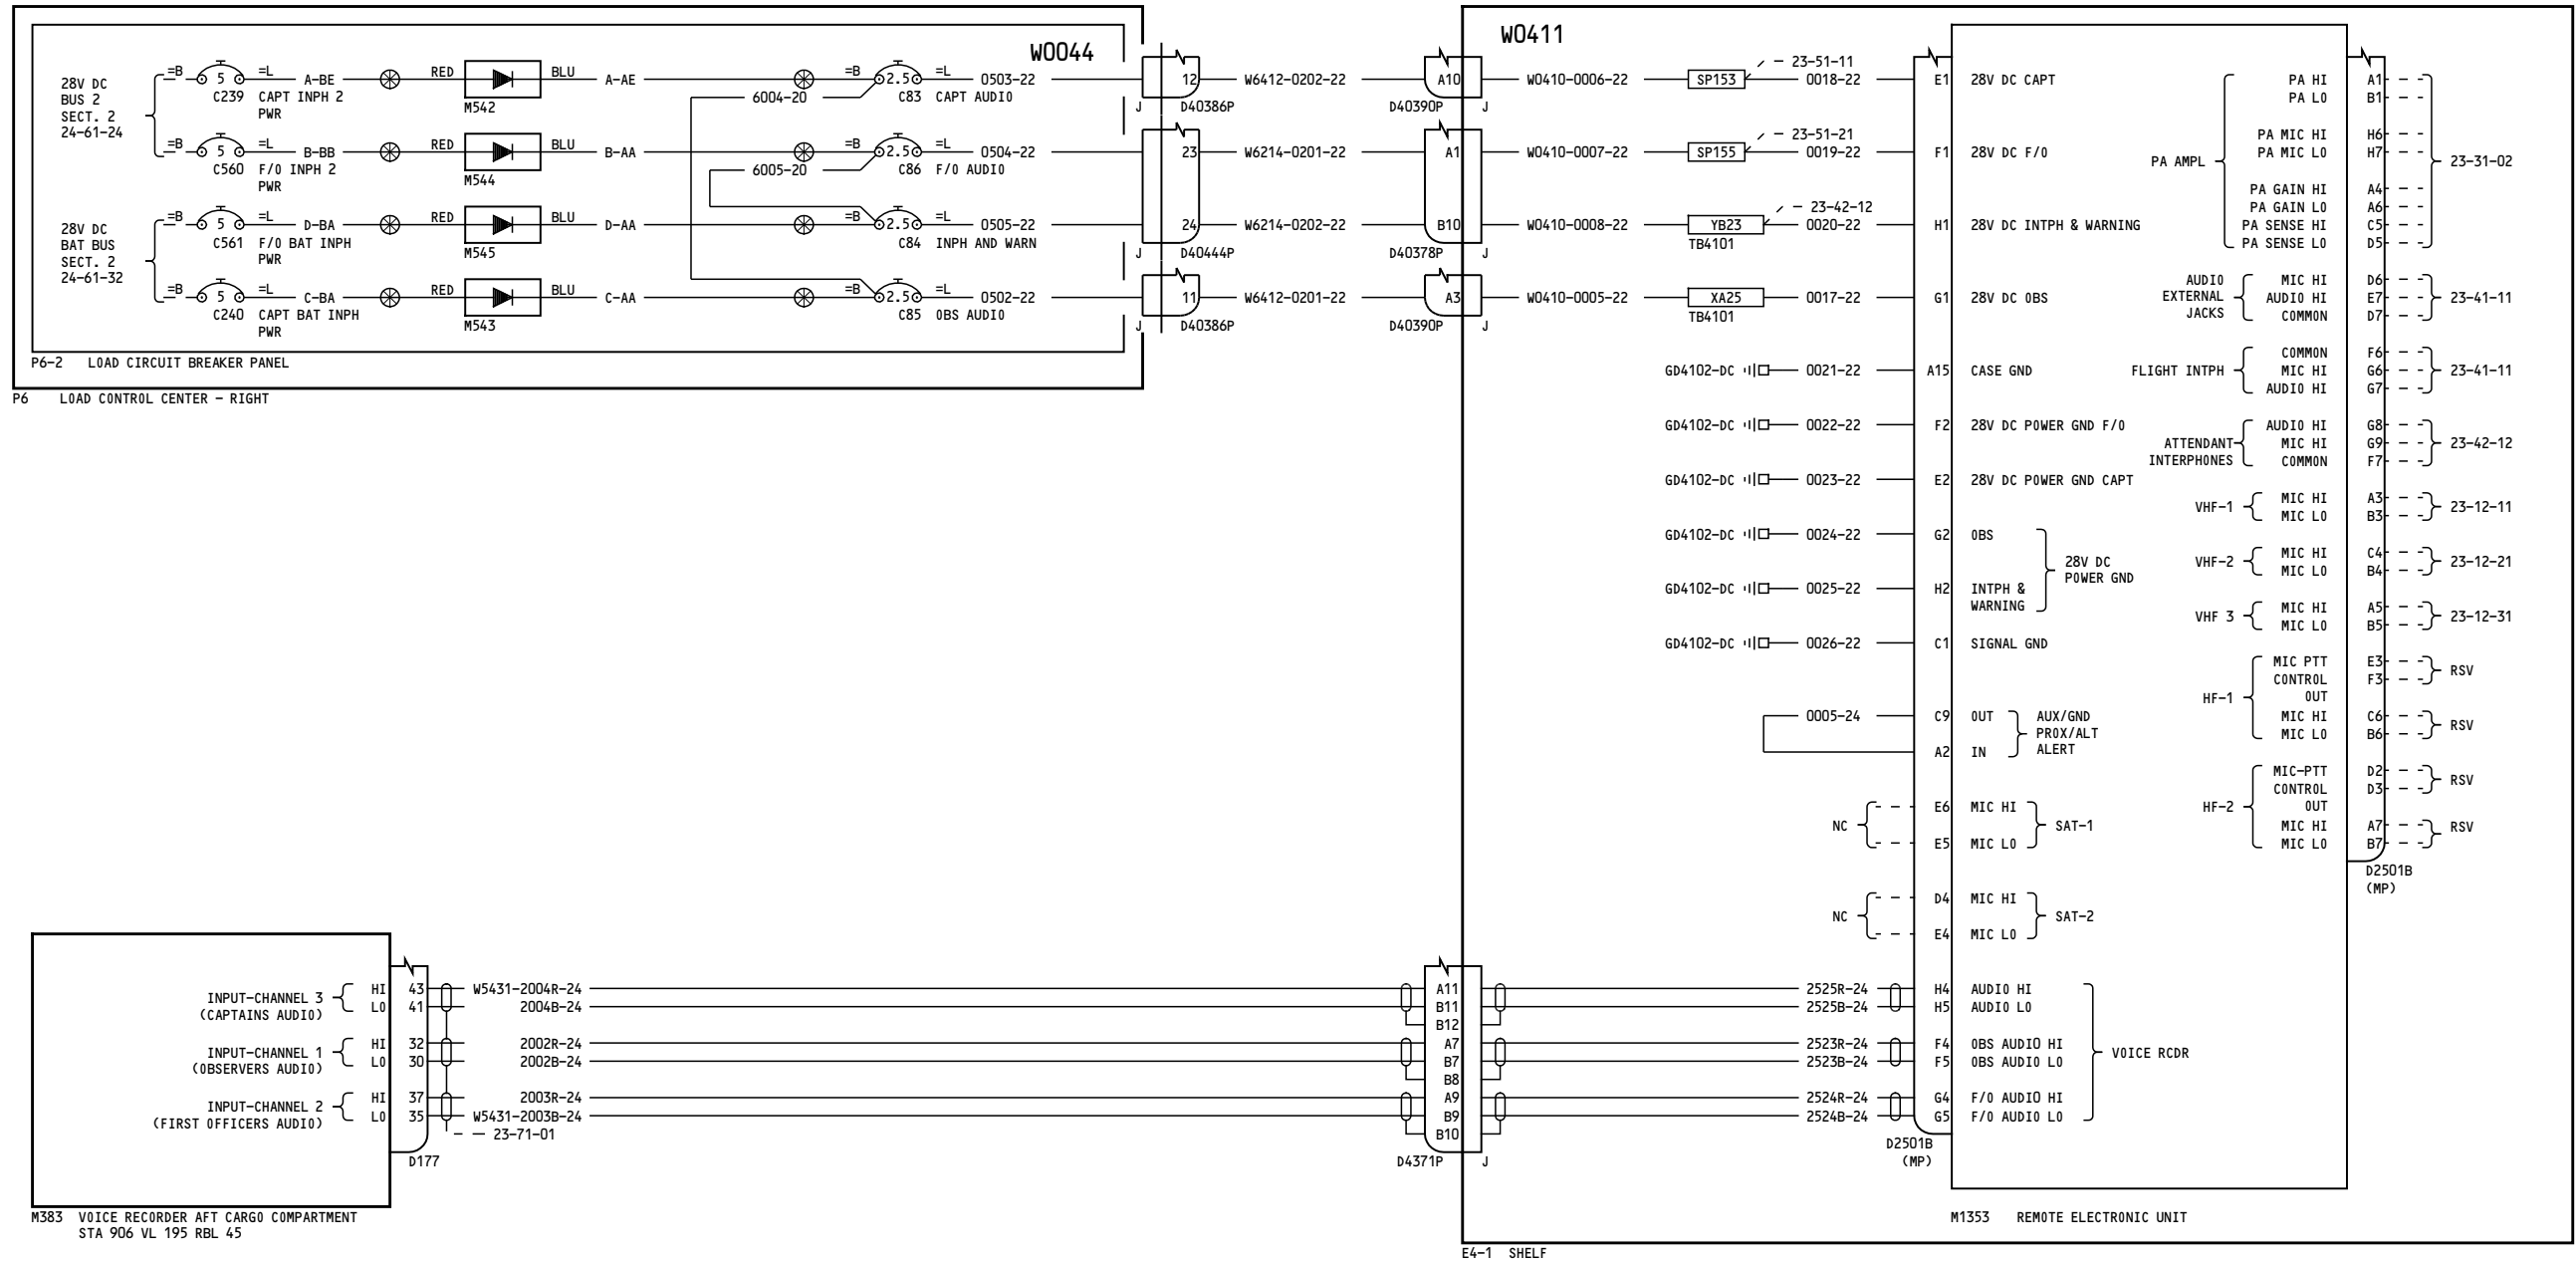 W0044
28V DC
BUS 2
SECT. 2
24-61-24
=B 5 =L A-BE RED BLU A-AE =B 2.5 =L 0503-22
C239 CAPT INPH 2
PWR
M542
6004-20
C83 CAPT AUDIO
=B 5 =L B-BB RED BLU B-AA =B 2.5 =L 0504-22
C560 F/O INPH 2
PWR
M544
6005-20
C86 F/O AUDIO
28V DC
BAT BUS
SECT. 2
24-61-32
=B 5 =L D-BA RED BLU D-AA =B 2.5 =L 0505-22
C561 F/O BAT INPH
PWR
M545
C84 INPH AND WARN
=B 5 =L C-BA RED BLU C-AA =B 2.5 =L 0502-22
C240 CAPT BAT INPH
PWR
M543
C85 OBS AUDIO
P6-2 LOAD CIRCUIT BREAKER PANEL
P6 LOAD CONTROL CENTER - RIGHT
12 W6412-0202-22 A10
J D40386P D40390P J
23 W6214-0201-22 A1
24 W6214-0202-22 B10
J D40444P D40378P J
11 W6412-0201-22 A3
J D40386P D40390P J
W0411
23-51-11
W0410-0006-22 SP153 0018-22 E1 28V DC CAPT
23-51-21
W0410-0007-22 SP155 0019-22 F1 28V DC F/O
23-42-12
W0410-0008-22 YB23 0020-22 H1 28V DC INTPH & WARNING
TB4101
W0410-0005-22 XA25 0017-22 G1 28V DC OBS
TB4101
GD4102-DC 0021-22 A15 CASE GND
GD4102-DC 0022-22 F2 28V DC POWER GND F/O
GD4102-DC 0023-22 E2 28V DC POWER GND CAPT
GD4102-DC 0024-22 G2 OBS
28V DC
POWER GND
GD4102-DC 0025-22 H2 INTPH &
WARNING
GD4102-DC 0026-22 C1 SIGNAL GND
0005-24 C9 OUT
A2 IN
AUX/GND
PROX/ALT
ALERT
NC
E6 MIC HI
E5 MIC LO
SAT-1
NC
D4 MIC HI
E4 MIC LO
SAT-2
PA AMPL
PA HI A1
PA LO B1
PA MIC HI H6
PA MIC LO H7
PA GAIN HI A4
PA GAIN LO A6
PA SENSE HI C5
PA SENSE LO D5
23-31-02
AUDIO
EXTERNAL
JACKS
MIC HI D6
AUDIO HI E7
COMMON D7
23-41-11
FLIGHT INTPH
COMMON F6
MIC HI G6
AUDIO HI G7
23-41-11
ATTENDANT
INTERPHONES
AUDIO HI G8
MIC HI G9
COMMON F7
23-42-12
VHF-1
MIC HI A3
MIC LO B3
23-12-11
VHF-2
MIC HI C4
MIC LO B4
23-12-21
VHF 3
MIC HI A5
MIC LO B5
23-12-31
HF-1
MIC PTT E3
CONTROL F3
OUT
RSV
MIC HI C6
MIC LO B6
RSV
HF-2
MIC-PTT D2
CONTROL D3
OUT
RSV
MIC HI A7
MIC LO B7
RSV
D2501B
(MP)
INPUT-CHANNEL 3
(CAPTAINS AUDIO)
HI 43 W5431-2004R-24 A11 2525R-24 H4 AUDIO HI
LO 41 2004B-24 B11 2525B-24 H5 AUDIO LO
B12
INPUT-CHANNEL 1
(OBSERVERS AUDIO)
HI 32 2002R-24 A7 2523R-24 F4 OBS AUDIO HI
LO 30 2002B-24 B7 2523B-24 F5 OBS AUDIO LO
B8
VOICE RCDR
INPUT-CHANNEL 2
(FIRST OFFICERS AUDIO)
HI 37 2003R-24 A9 2524R-24 G4 F/O AUDIO HI
LO 35 W5431-2003B-24 B9 2524B-24 G5 F/O AUDIO LO
23-71-01 B10
D177 D4371P J
D2501B
(MP)
M383 VOICE RECORDER AFT CARGO COMPARTMENT
STA 906 VL 195 RBL 45
M1353 REMOTE ELECTRONIC UNIT
E4-1 SHELF